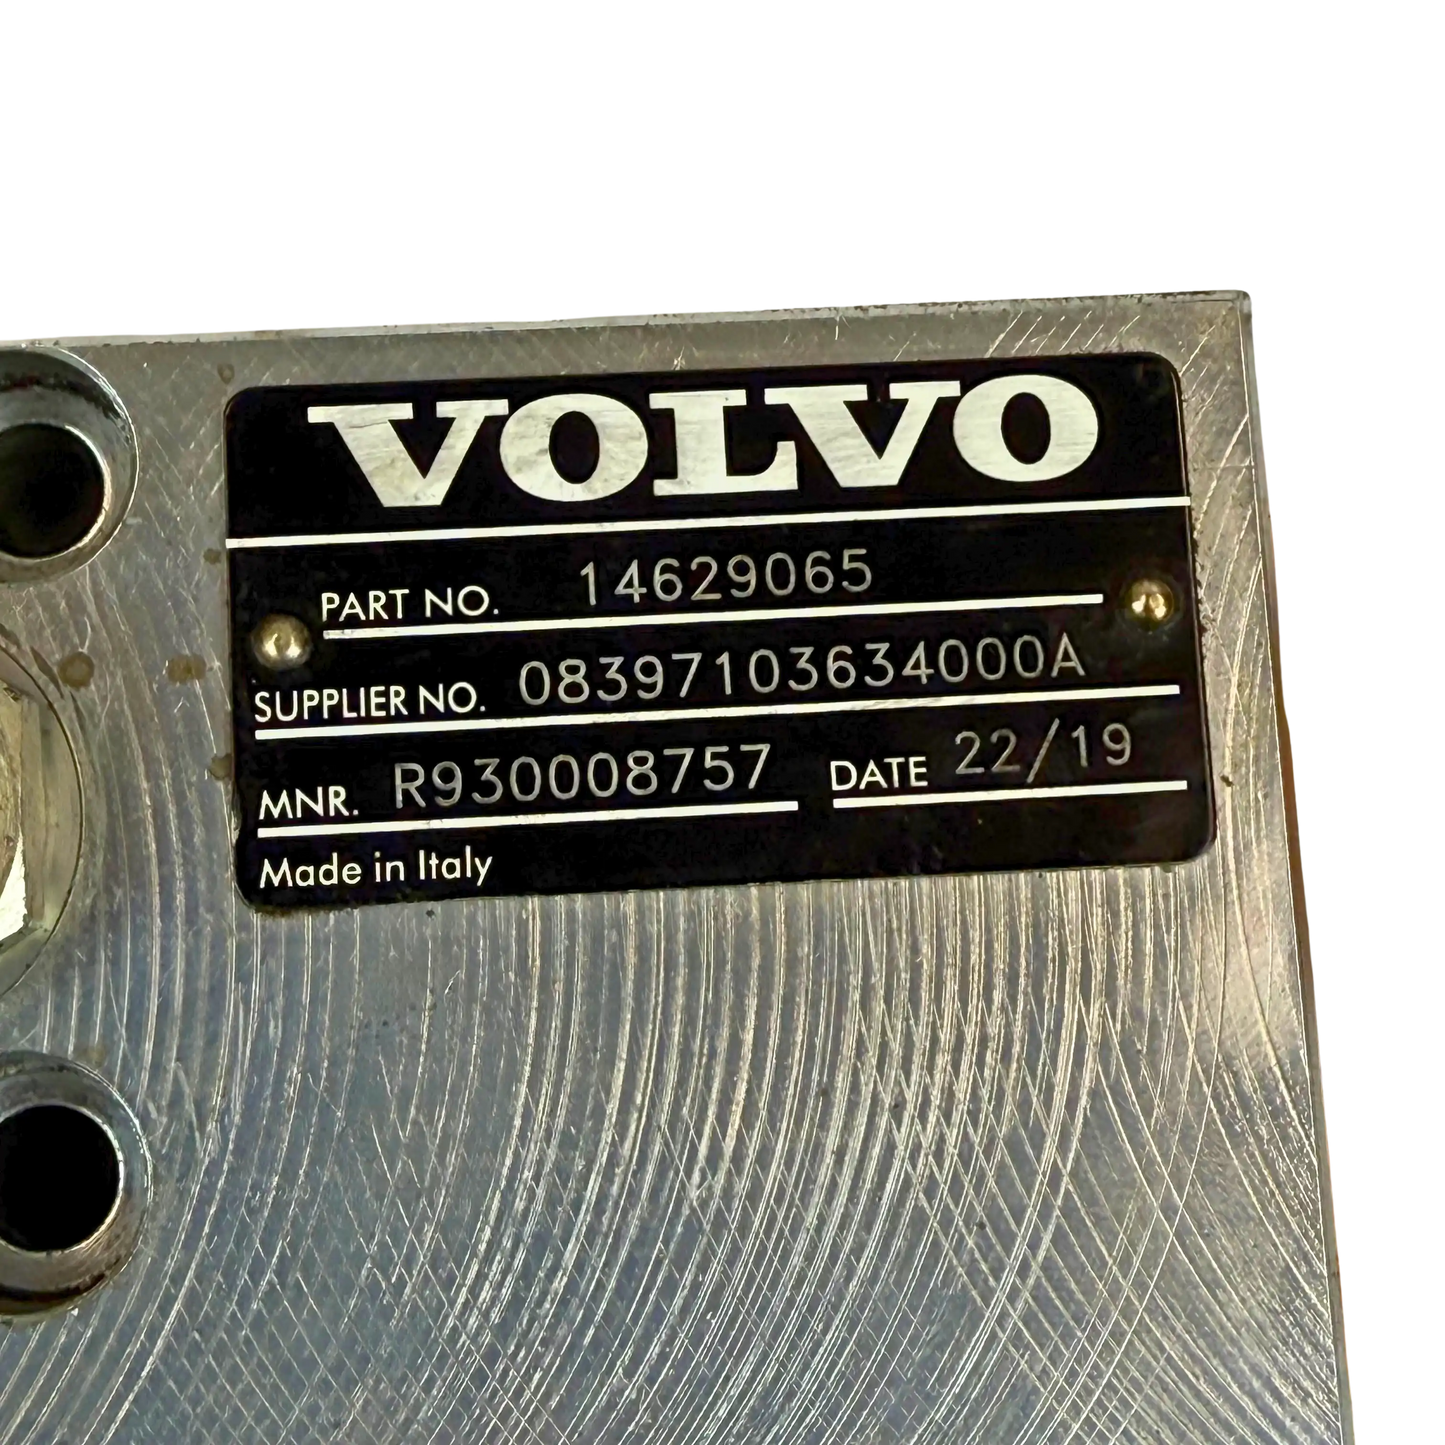 VOLVO
PART NO. 14629065
SUPPLIER NO. 08397103634000A
MNR. R930008757 DATE 22/19
Made in Italy